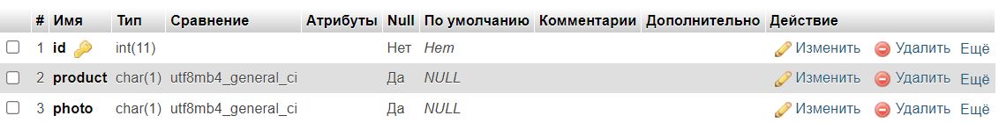 # Имя Тип Сравнение Атрибуты Null По умолчанию Комментарии Дополнительно Действие
1 id int(11) Нет Нет Изменить Удалить Ещё
2 product char(1) utf8mb4_general_ci Да NULL Изменить Удалить Ещё
3 photo char(1) utf8mb4_general_ci Да NULL Изменить Удалить Ещё